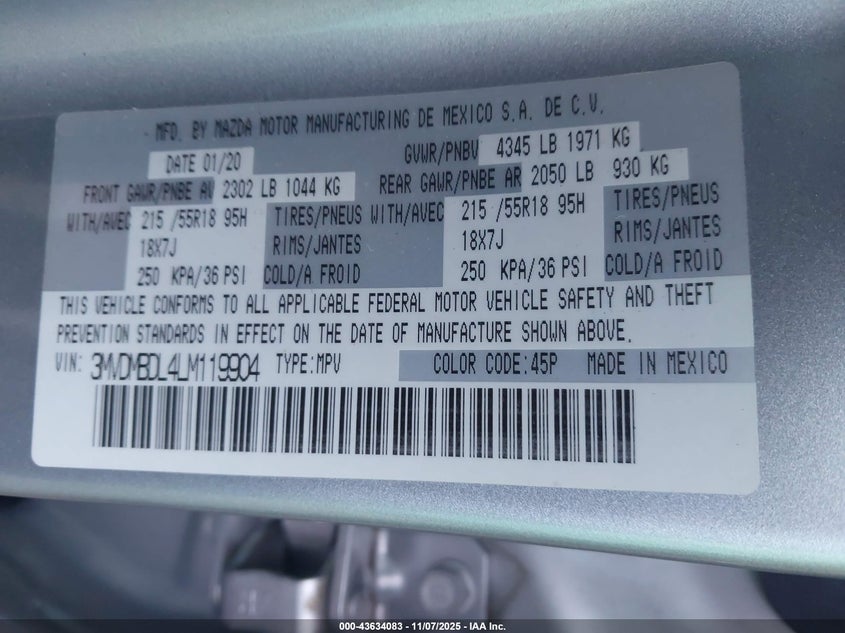 MFD. BY MAZDA MOTOR MANUFACTURING DE MEXICO S.A. DE C.V.
DATE 01/20 GVWR/PNBV 4345 LB 1971 KG
FRONT GAWR/PNBE AV 2302 LB 1044 KG REAR GAWR/PNBE AR 2050 LB 930 KG
WITH/AVEC 215 /55R18 95H TIRES/PNEUS WITH/AVEC 215 /55R18 95H TIRES/PNEUS
18X7J RIMS/JANTES 18X7J RIMS/JANTES
250 KPA/36 PSI COLD/A FROID 250 KPA/36 PSI COLD/A FROID
THIS VEHICLE CONFORMS TO ALL APPLICABLE FEDERAL MOTOR VEHICLE SAFETY AND THEFT
PREVENTION STANDARDS IN EFFECT ON THE DATE OF MANUFACTURE SHOWN ABOVE.
VIN: 3MVDMBDL4LM119904 TYPE:MPV COLOR CODE:45P MADE IN MEXICO
000-43634083 - 11/07/2025 - IAA Inc.